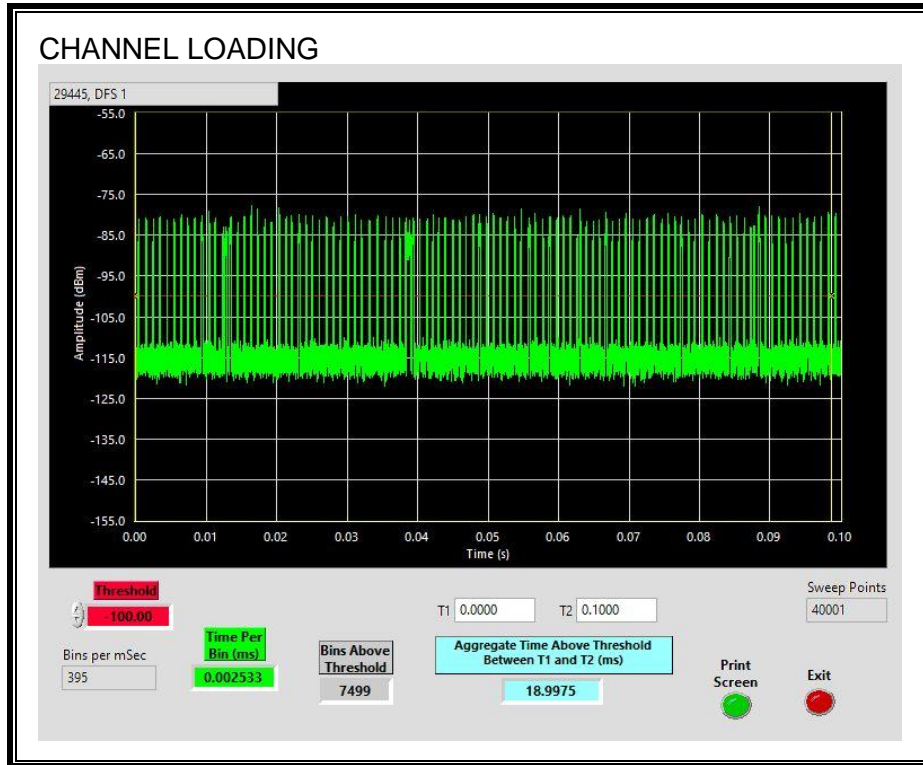 CHANNEL LOADING
29445, DFS 1
-55.0
-65.0
-75.0
-85.0
-95.0
-105.0
-115.0
-125.0
-135.0
-145.0
-155.0
Amplitude (dBm)
0.00 0.01 0.02 0.03 0.04 0.05 0.06 0.07 0.08 0.09 0.10
Time (s)
Threshold
-100.00
T1 0.0000 T2 0.1000
Sweep Points
40001
Bins per mSec
395
Time Per
Bin (ms)
0.002533
Bins Above
Threshold
7499
Aggregate Time Above Threshold
Between T1 and T2 (ms)
18.9975
Print
Screen
Exit